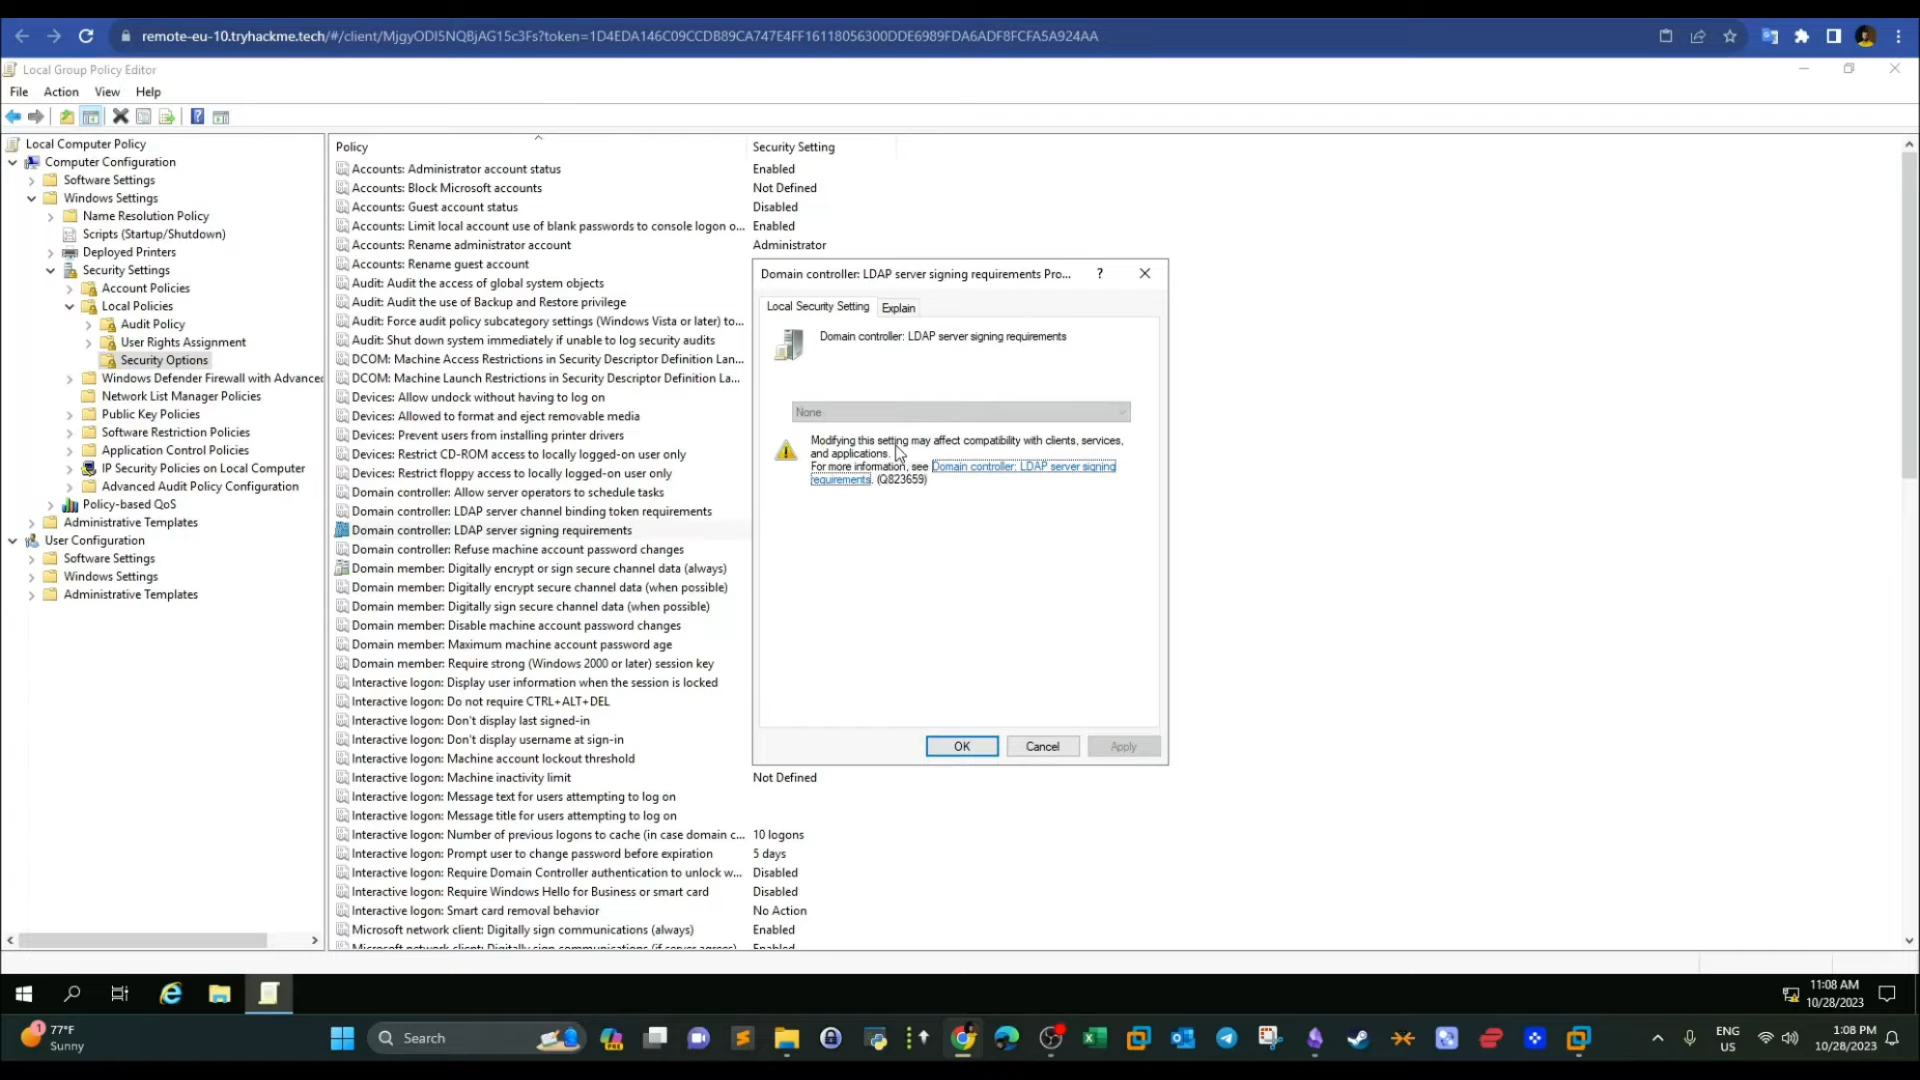 remote-eu-10.tryhackme.tech/#/client/MjgyODI5NQBjAG15c3Fs?token=1D4EDA146C09CCDB89CA747E4FF16118056300DDE6989FDA6ADF8FCFA5A924AA
Local Group Policy Editor
File Action View Help
Local Computer Policy
Computer Configuration
Software Settings
Windows Settings
Name Resolution Policy
Scripts (Startup/Shutdown)
Deployed Printers
Security Settings
Account Policies
Local Policies
Audit Policy
User Rights Assignment
Security Options
Windows Defender Firewall with Advanced
Network List Manager Policies
Public Key Policies
Software Restriction Policies
Application Control Policies
IP Security Policies on Local Computer
Advanced Audit Policy Configuration
Policy-based QoS
Administrative Templates
User Configuration
Software Settings
Windows Settings
Administrative Templates
Policy Security Setting
Accounts: Administrator account status Enabled
Accounts: Block Microsoft accounts Not Defined
Accounts: Guest account status Disabled
Accounts: Limit local account use of blank passwords to console logon o... Enabled
Accounts: Rename administrator account Administrator
Accounts: Rename guest account
Audit: Audit the access of global system objects
Audit: Audit the use of Backup and Restore privilege
Audit: Force audit policy subcategory settings (Windows Vista or later) to...
Audit: Shut down system immediately if unable to log security audits
DCOM: Machine Access Restrictions in Security Descriptor Definition Lan...
DCOM: Machine Launch Restrictions in Security Descriptor Definition La...
Devices: Allow undock without having to log on
Devices: Allowed to format and eject removable media
Devices: Prevent users from installing printer drivers
Devices: Restrict CD-ROM access to locally logged-on user only
Devices: Restrict floppy access to locally logged-on user only
Domain controller: Allow server operators to schedule tasks
Domain controller: LDAP server channel binding token requirements
Domain controller: LDAP server signing requirements
Domain controller: Refuse machine account password changes
Domain member: Digitally encrypt or sign secure channel data (always)
Domain member: Digitally encrypt secure channel data (when possible)
Domain member: Digitally sign secure channel data (when possible)
Domain member: Disable machine account password changes
Domain member: Maximum machine account password age
Domain member: Require strong (Windows 2000 or later) session key
Interactive logon: Display user information when the session is locked
Interactive logon: Do not require CTRL+ALT+DEL
Interactive logon: Don't display last signed-in
Interactive logon: Don't display username at sign-in
Interactive logon: Machine account lockout threshold
Interactive logon: Machine inactivity limit Not Defined
Interactive logon: Message text for users attempting to log on
Interactive logon: Message title for users attempting to log on
Interactive logon: Number of previous logons to cache (in case domain c... 10 logons
Interactive logon: Prompt user to change password before expiration 5 days
Interactive logon: Require Domain Controller authentication to unlock w... Disabled
Interactive logon: Require Windows Hello for Business or smart card Disabled
Interactive logon: Smart card removal behavior No Action
Microsoft network client: Digitally sign communications (always) Enabled
Microsoft network client: Digitally sign communications (if server agrees) Enabled
Domain controller: LDAP server signing requirements Pro... ?
Local Security Setting Explain
Domain controller: LDAP server signing requirements
None
Modifying this setting may affect compatibility with clients, services,
and applications.
For more information, see Domain controller: LDAP server signing
requirements. (Q823659)
OK Cancel Apply
11:08 AM
10/28/2023
1
77°F
Sunny
Search
ENG
US
1:08 PM
10/28/2023